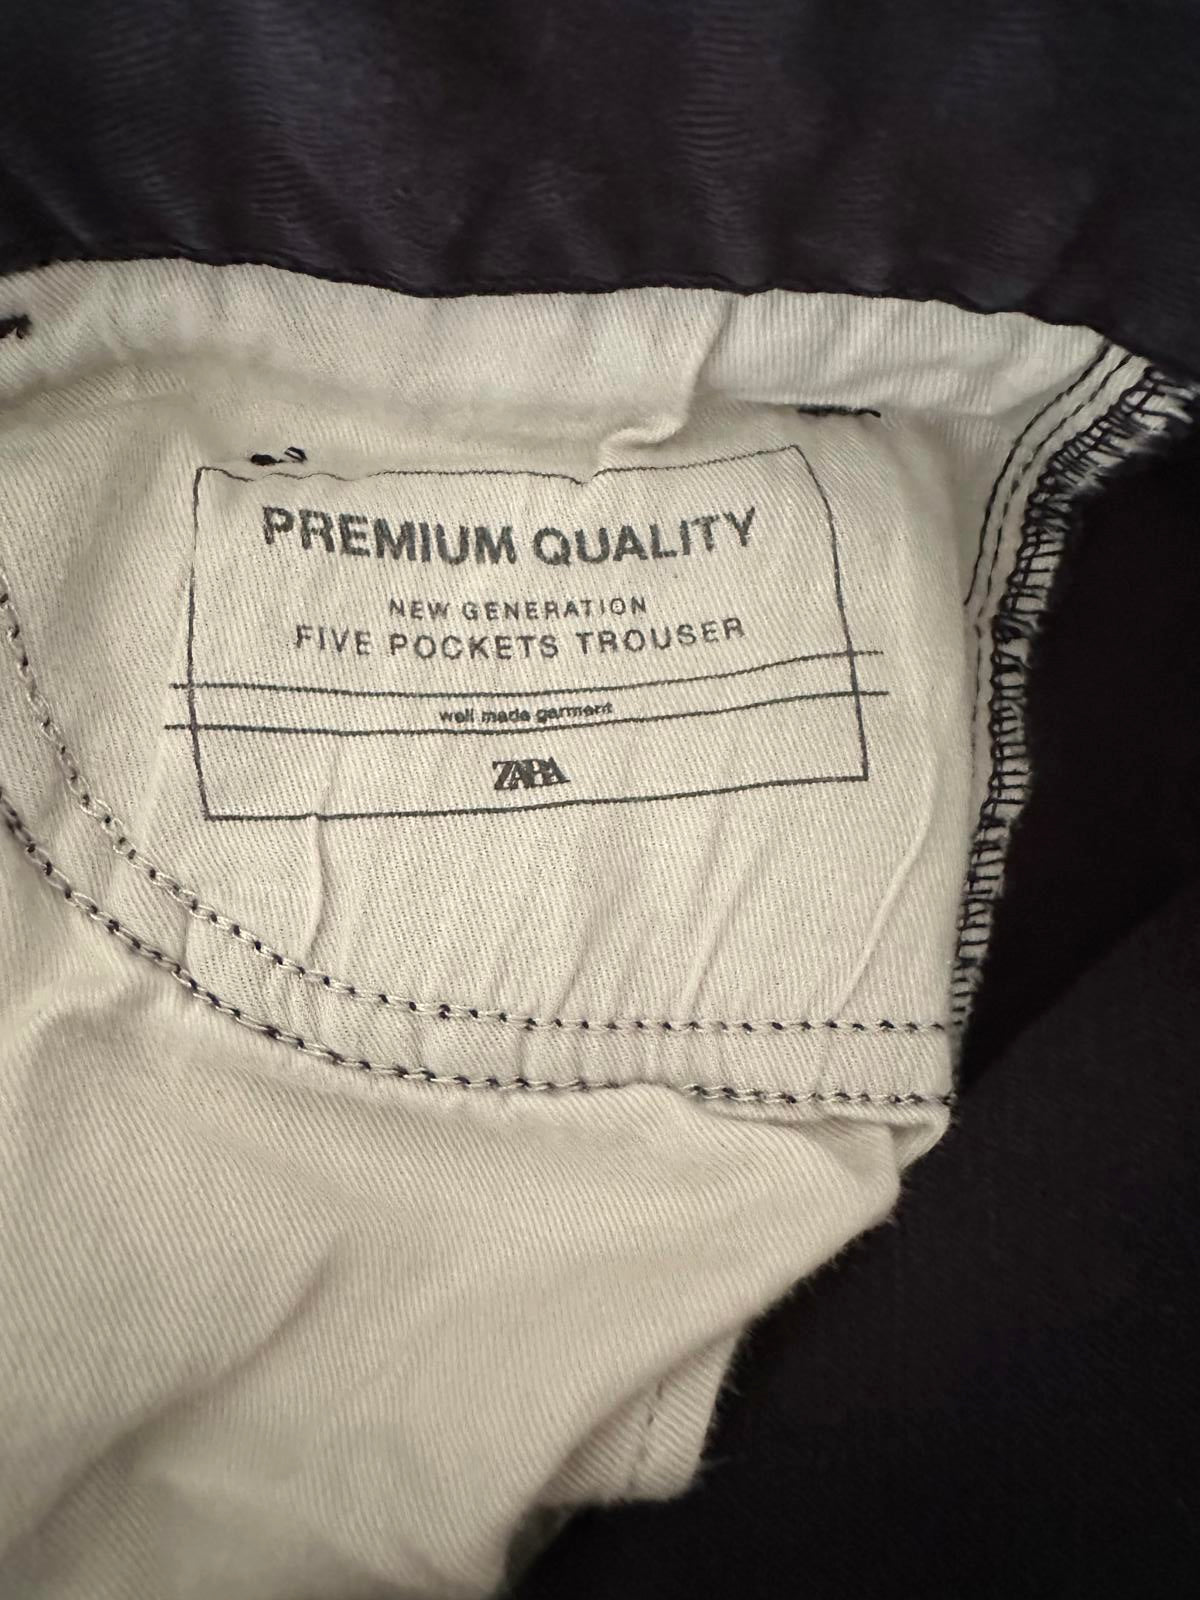 PREMIUM QUALITY
NEW GENERATION
FIVE POCKETS TROUSER
well made garment
ZARA